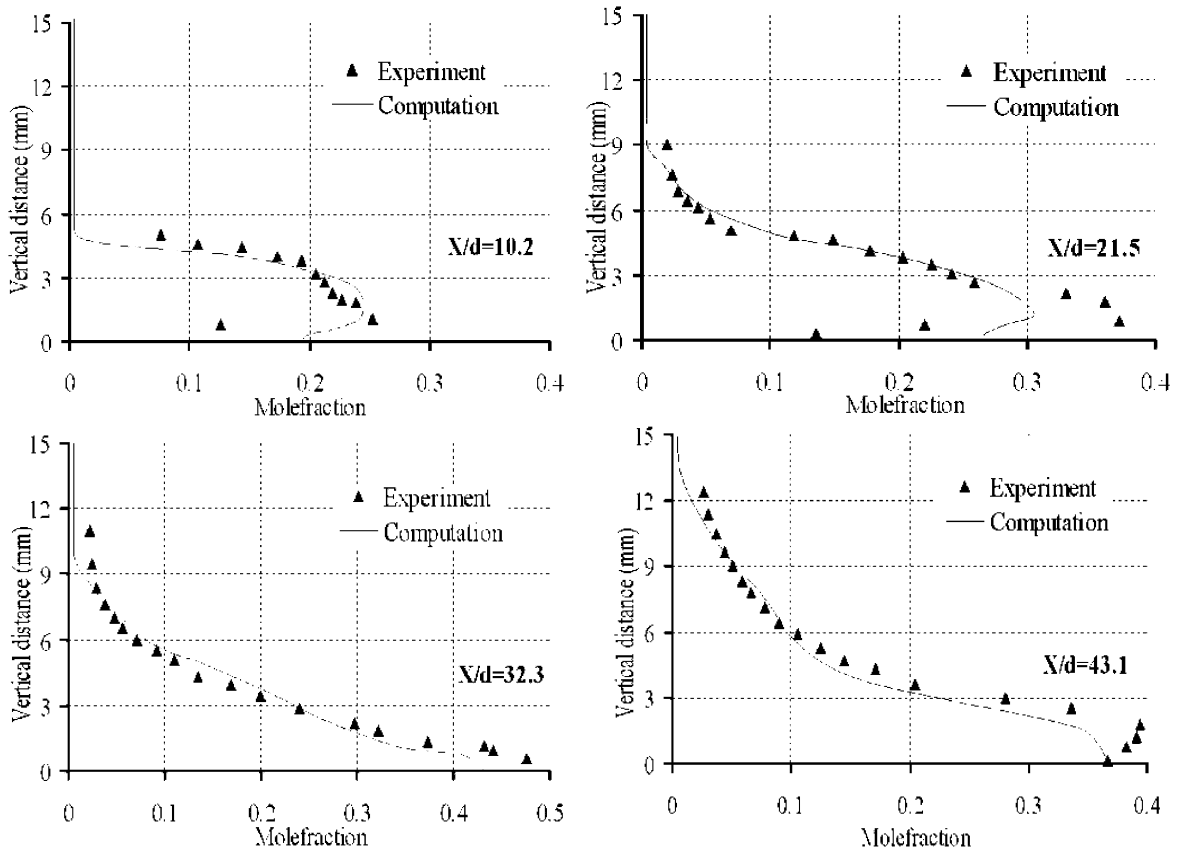 15
12
9
6
3
0
Vertical distance (mm)
Experiment
Computation
X/d=10.2
0 0.1 0.2 0.3 0.4
Molefraction
15
12
9
6
3
0
Vertical distance (mm)
Experiment
Computation
X/d=21.5
0 0.1 0.2 0.3 0.4
Molefraction
15
12
9
6
3
0
Vertical distance (mm)
Experiment
Computation
X/d=32.3
0 0.1 0.2 0.3 0.4 0.5
Molefraction
15
12
9
6
3
0
Vertical distance (mm)
Experiment
Computation
X/d=43.1
0 0.1 0.2 0.3 0.4
Molefraction